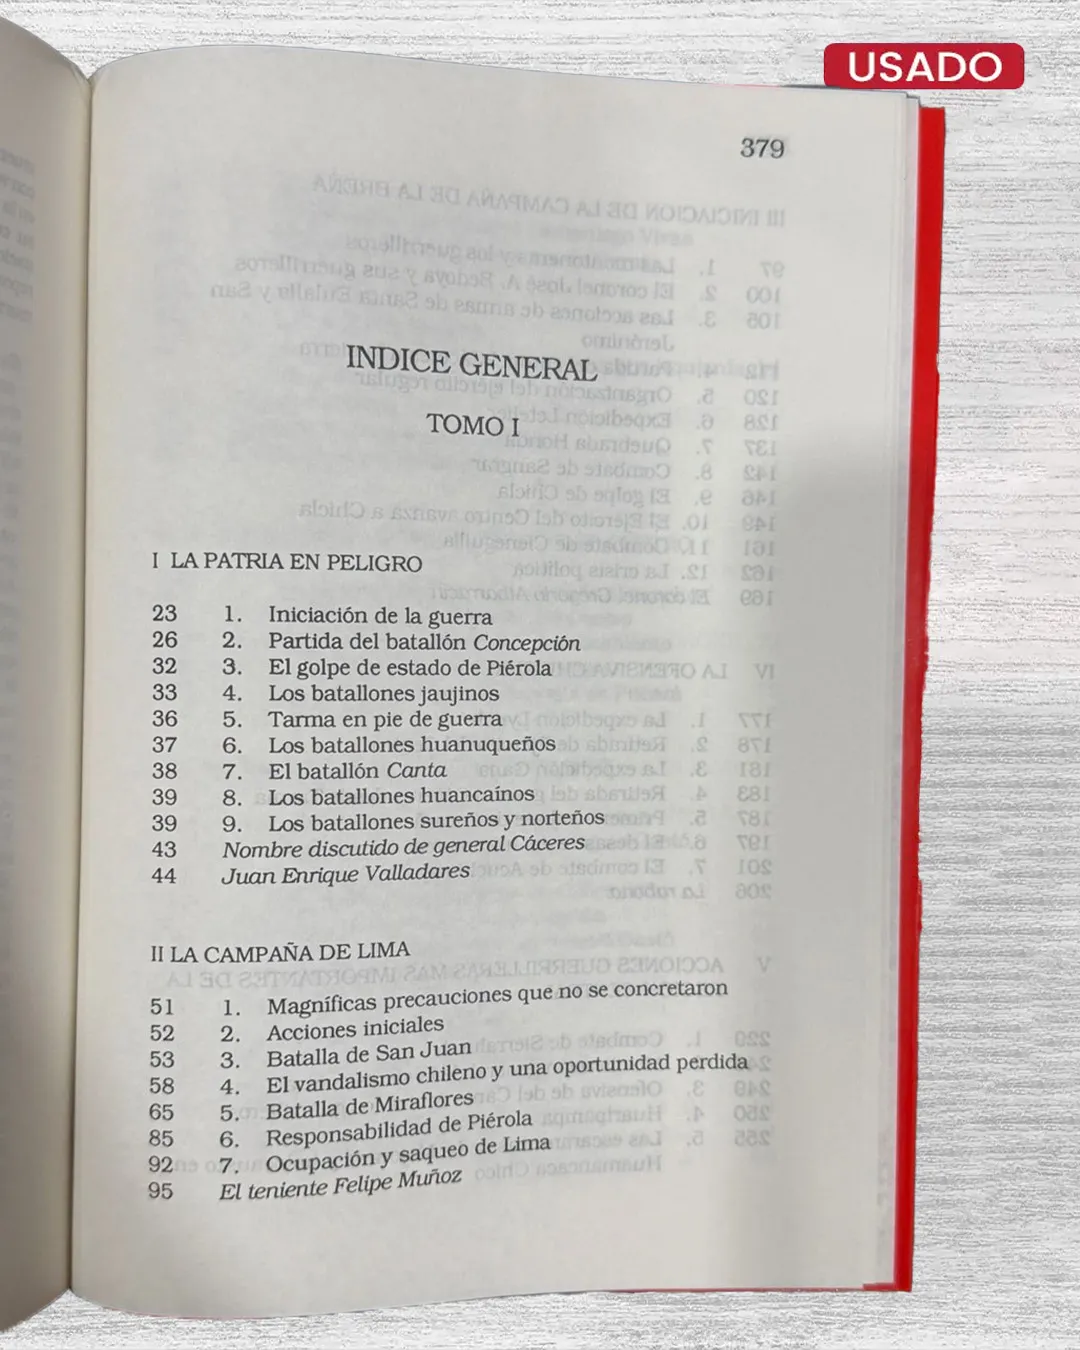 USADO
379
INDICE GENERAL
TOMO I
I LA PATRIA EN PELIGRO
23 1. Iniciación de la guerra
26 2. Partida del batallón Concepción
32 3. El golpe de estado de Piérola
33 4. Los batallones jaujinos
36 5. Tarma en pie de guerra
37 6. Los batallones huanuqueños
38 7. El batallón Canta
39 8. Los batallones huancaínos
39 9. Los batallones sureños y norteños
43 Nombre discutido de general Cáceres
44 Juan Enrique Valladares
II LA CAMPAÑA DE LIMA
51 1. Magníficas precauciones que no se concretaron
52 2. Acciones iniciales
53 3. Batalla de San Juan
58 4. El vandalismo chileno y una oportunidad perdida
65 5. Batalla de Miraflores
85 6. Responsabilidad de Piérola
92 7. Ocupación y saqueo de Lima
95 El teniente Felipe Muñoz